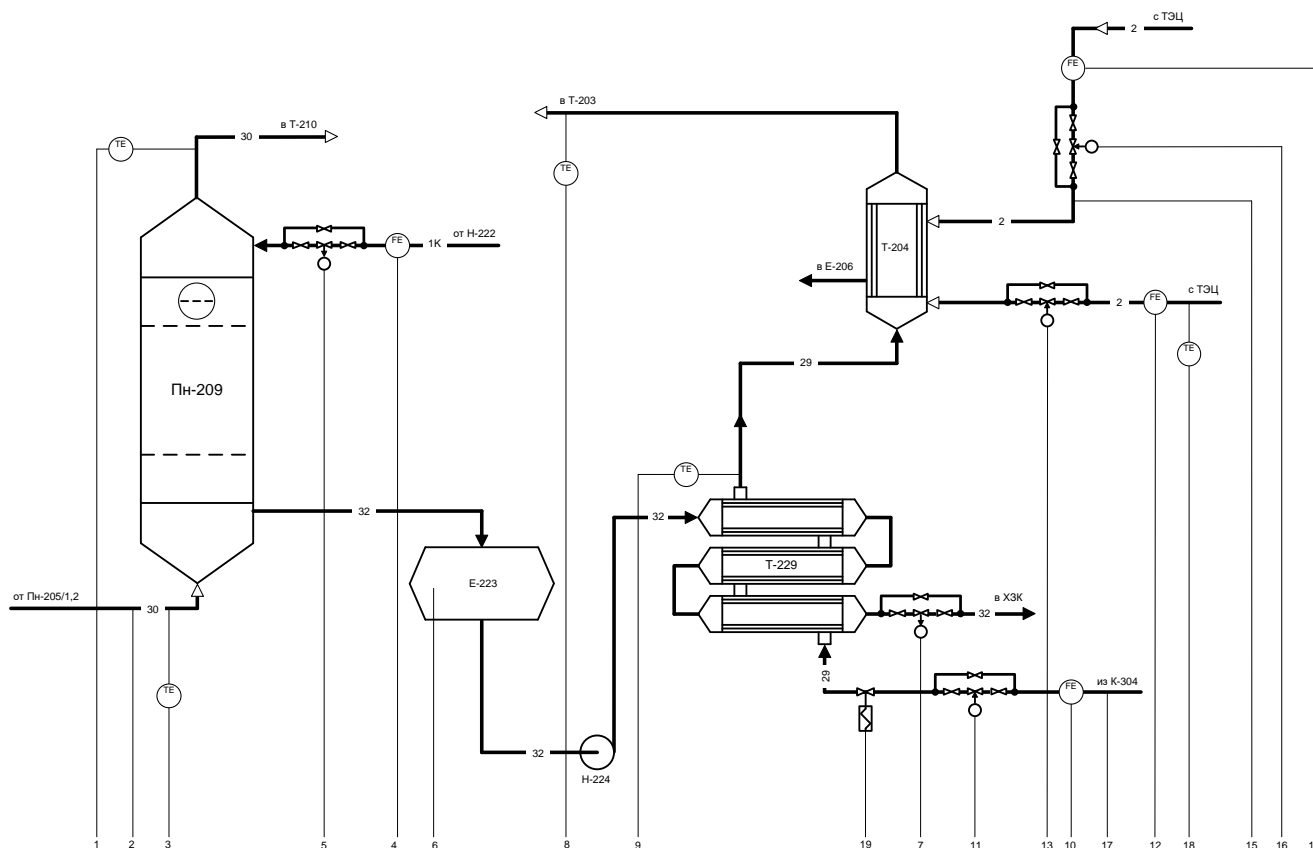 с ТЭЦ
2
FE
в Т-203
в Т-210
30
TE
TE
от Н-222
1К
FE
2
Т-204
в Е-206
с ТЭЦ
2
FE
TE
29
Пн-209
TE
32
32
Т-229
Е-223
от Пн-205/1,2
30
в ХЗК
32
TE
29
из К-304
FE
32
Н-224
1 2 3 5 4 6 8 9 19 7 11 13 10 17 12 18 15 16 1